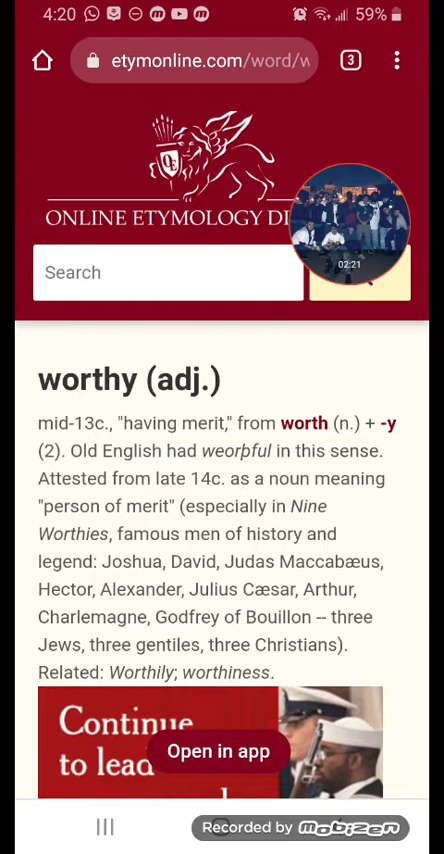 4:20
59%
etymonline.com/word/w
3
OE
ONLINE ETYMOLOGY DI
02:21
Search
worthy (adj.)
mid-13c., "having merit," from worth (n.) + -y
(2). Old English had weorþful in this sense.
Attested from late 14c. as a noun meaning
"person of merit" (especially in Nine
Worthies, famous men of history and
legend: Joshua, David, Judas Maccabæus,
Hector, Alexander, Julius Cæsar, Arthur,
Charlemagne, Godfrey of Bouillon -- three
Jews, three gentiles, three Christians).
Related: Worthily; worthiness.
Continue
to lead
Open in app
Recorded by Mobizen